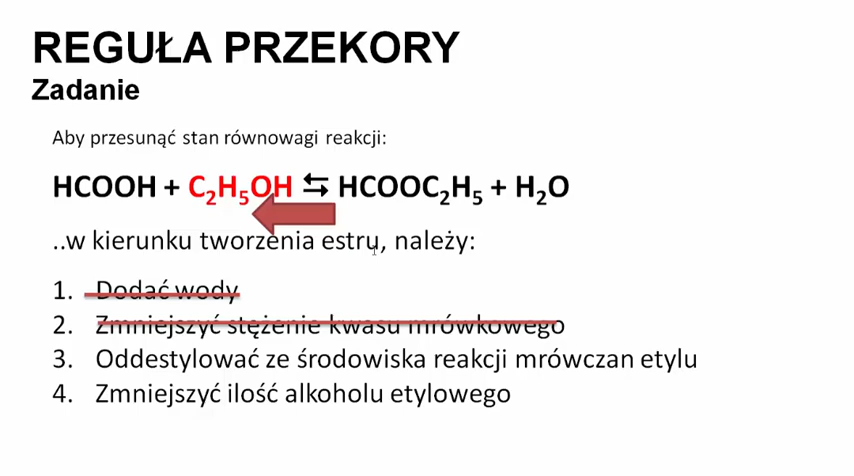 REGUŁA PRZEKORY
Zadanie
Aby przesunąć stan równowagi reakcji:
HCOOH + C₂H₅OH ⇆ HCOOC₂H₅ + H₂O
..w kierunku tworzenia estru, należy:
1. Dodać wody
2. Zmniejszyć stężenie kwasu mrówkowego
3. Oddestylować ze środowiska reakcji mrówczan etylu
4. Zmniejszyć ilość alkoholu etylowego